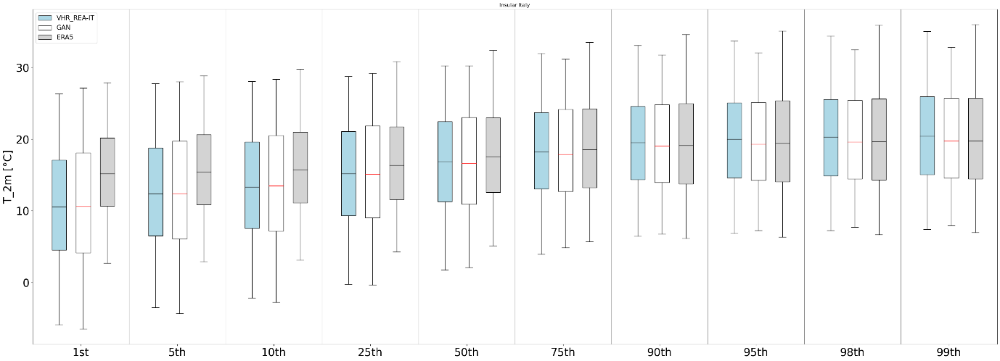 Insular Italy
VHR_REA-IT
GAN
ERA5
T_2m [°C]
30
20
10
0
1st 5th 10th 25th 50th 75th 90th 95th 98th 99th